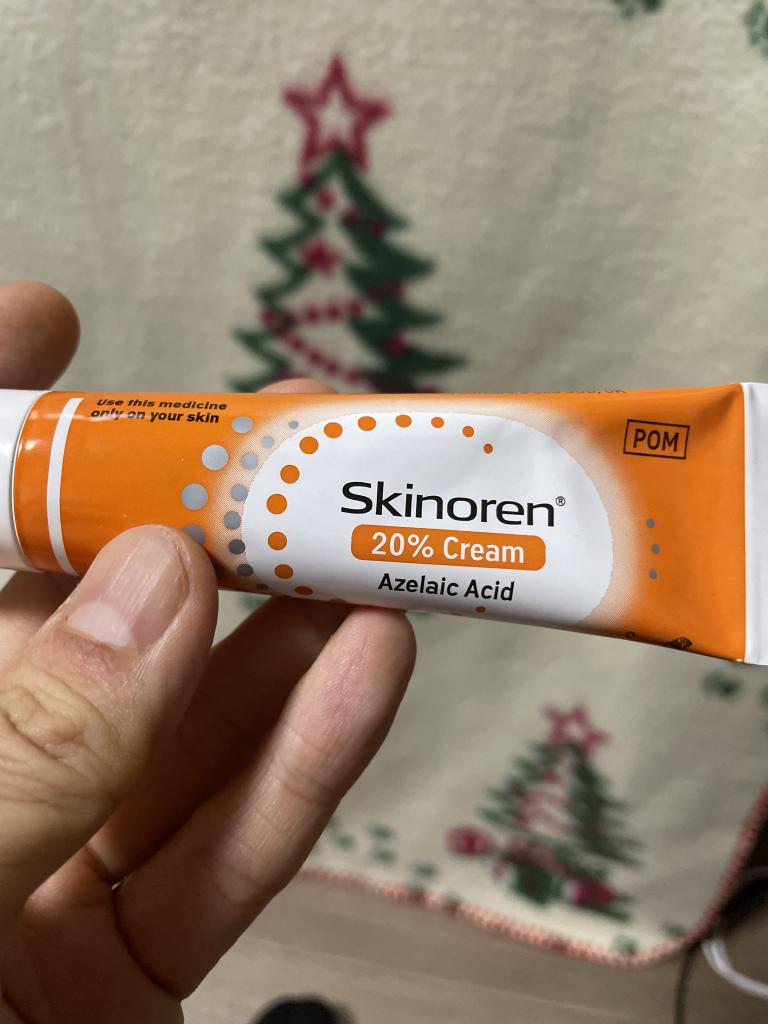 Use this medicine
only on your skin
POM
Skinoren®
20% Cream
Azelaic Acid